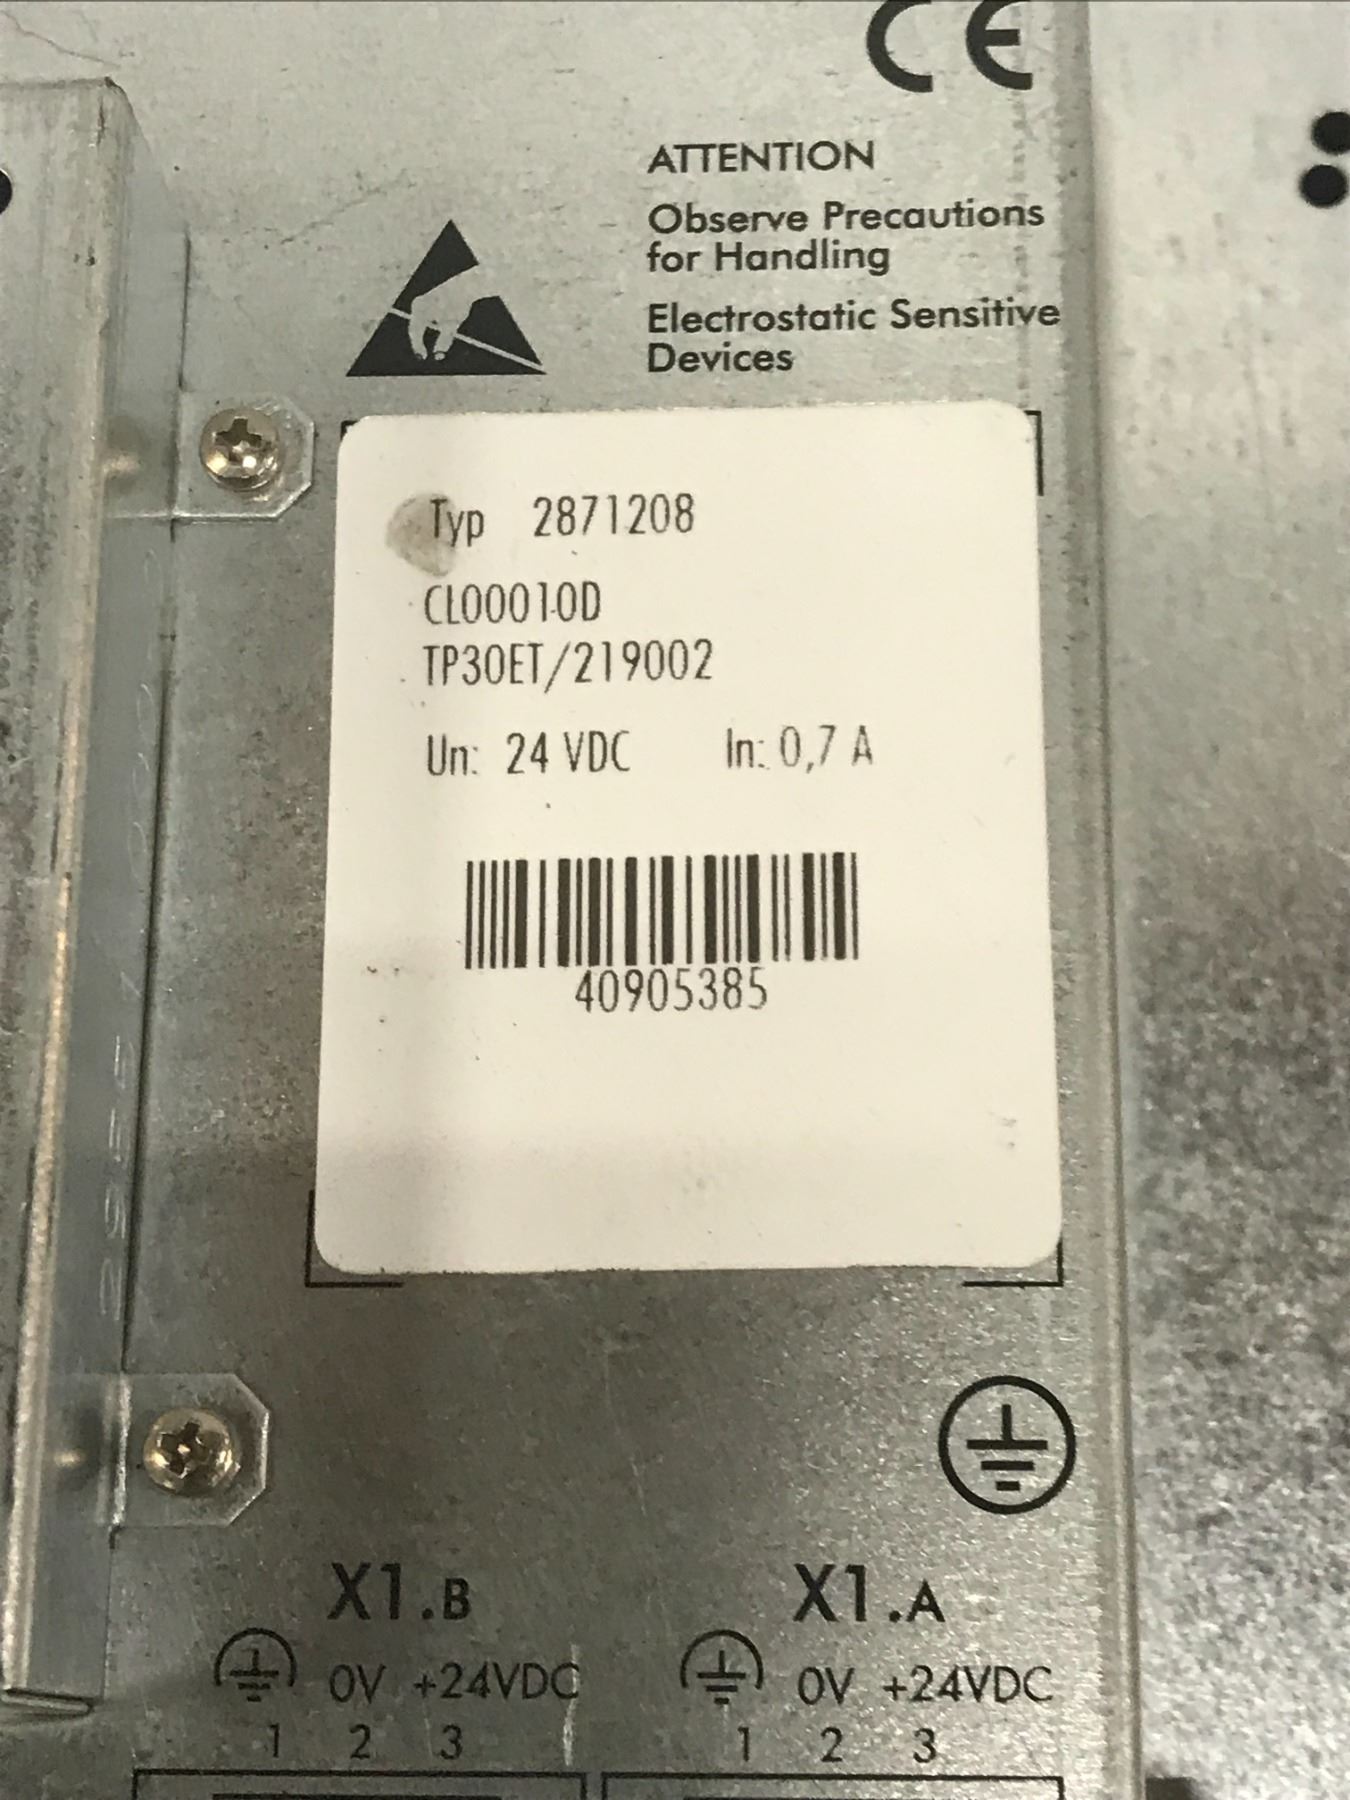 CE
ATTENTION
Observe Precautions
for Handling
Electrostatic Sensitive
Devices
Typ 2871208
CL00010D
TP30ET/219002
Un: 24 VDC In: 0,7 A
40905385
X1.B X1.A
0V +24VDC 0V +24VDC
1 2 3 1 2 3